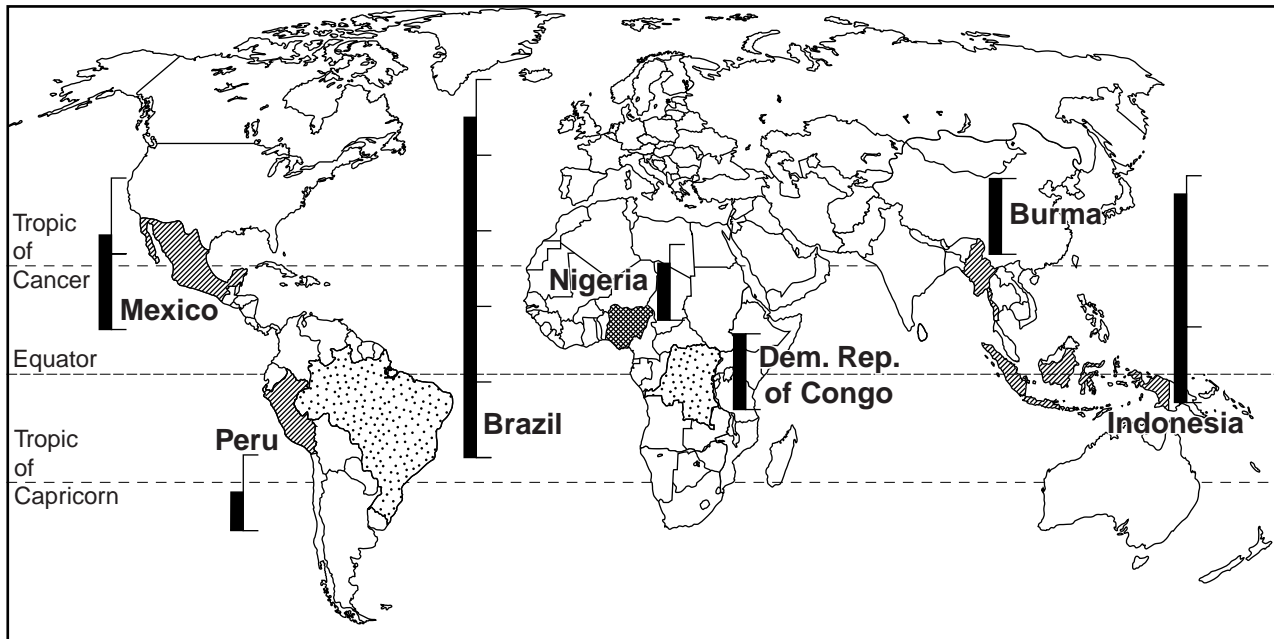 Tropic
of
Cancer
Mexico
Equator
Tropic
of
Capricorn
Peru
Brazil
Nigeria
Dem. Rep.
of Congo
Burma
Indonesia